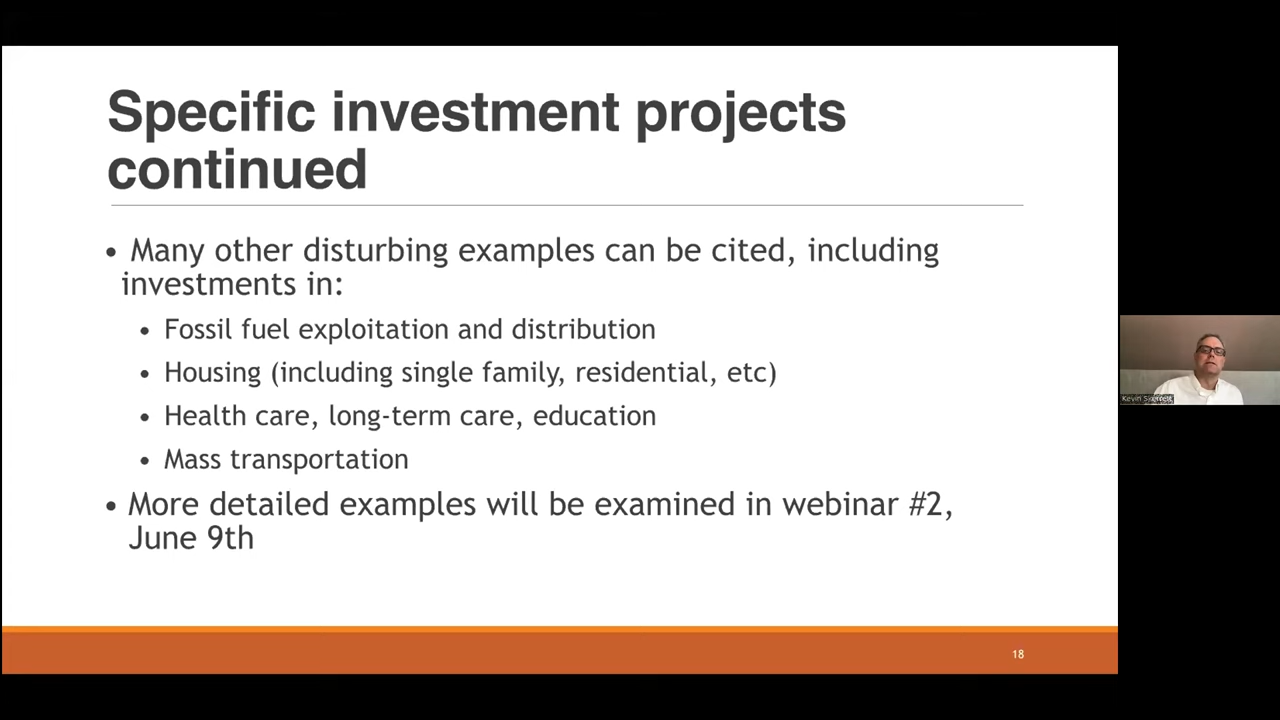 Specific investment projects
continued
• Many other disturbing examples can be cited, including
investments in:
• Fossil fuel exploitation and distribution
• Housing (including single family, residential, etc)
• Health care, long-term care, education
• Mass transportation
• More detailed examples will be examined in webinar #2,
June 9th
18
Kevin